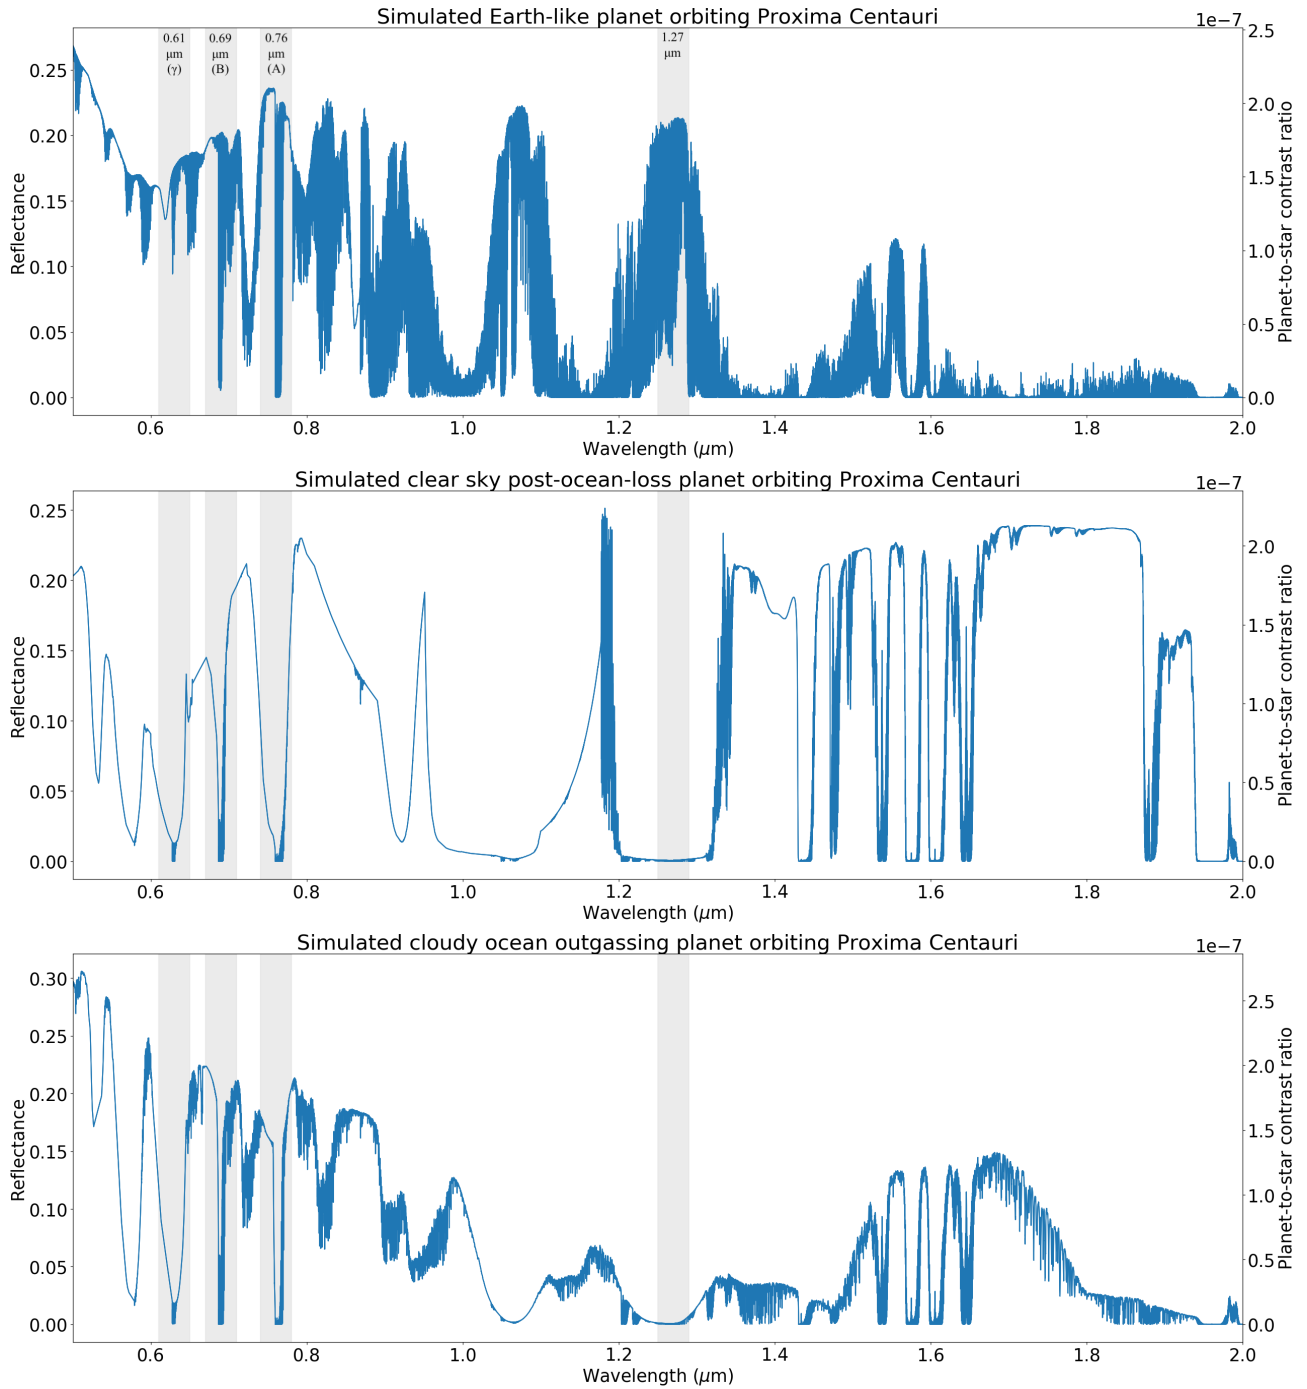 Simulated Earth-like planet orbiting Proxima Centauri
1e−7
0.61 μm (γ)
0.69 μm (B)
0.76 μm (A)
1.27 μm
0.25
0.20
0.15
0.10
0.05
0.00
Reflectance
2.5
2.0
1.5
1.0
0.5
0.0
Planet-to-star contrast ratio
0.6 0.8 1.0 1.2 1.4 1.6 1.8 2.0
Wavelength (μm)
Simulated clear sky post-ocean-loss planet orbiting Proxima Centauri
1e−7
0.25
0.20
0.15
0.10
0.05
0.00
Reflectance
2.0
1.5
1.0
0.5
0.0
Planet-to-star contrast ratio
0.6 0.8 1.0 1.2 1.4 1.6 1.8 2.0
Wavelength (μm)
Simulated cloudy ocean outgassing planet orbiting Proxima Centauri
1e−7
0.30
0.25
0.20
0.15
0.10
0.05
0.00
Reflectance
2.5
2.0
1.5
1.0
0.5
0.0
Planet-to-star contrast ratio
0.6 0.8 1.0 1.2 1.4 1.6 1.8 2.0
Wavelength (μm)